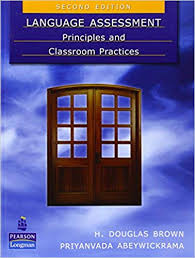 SECOND EDITION
LANGUAGE ASSESSMENT
Principles and
Classroom Practices
PEARSON
Longman
H. DOUGLAS BROWN
PRIYANVADA ABEYWICKRAMA